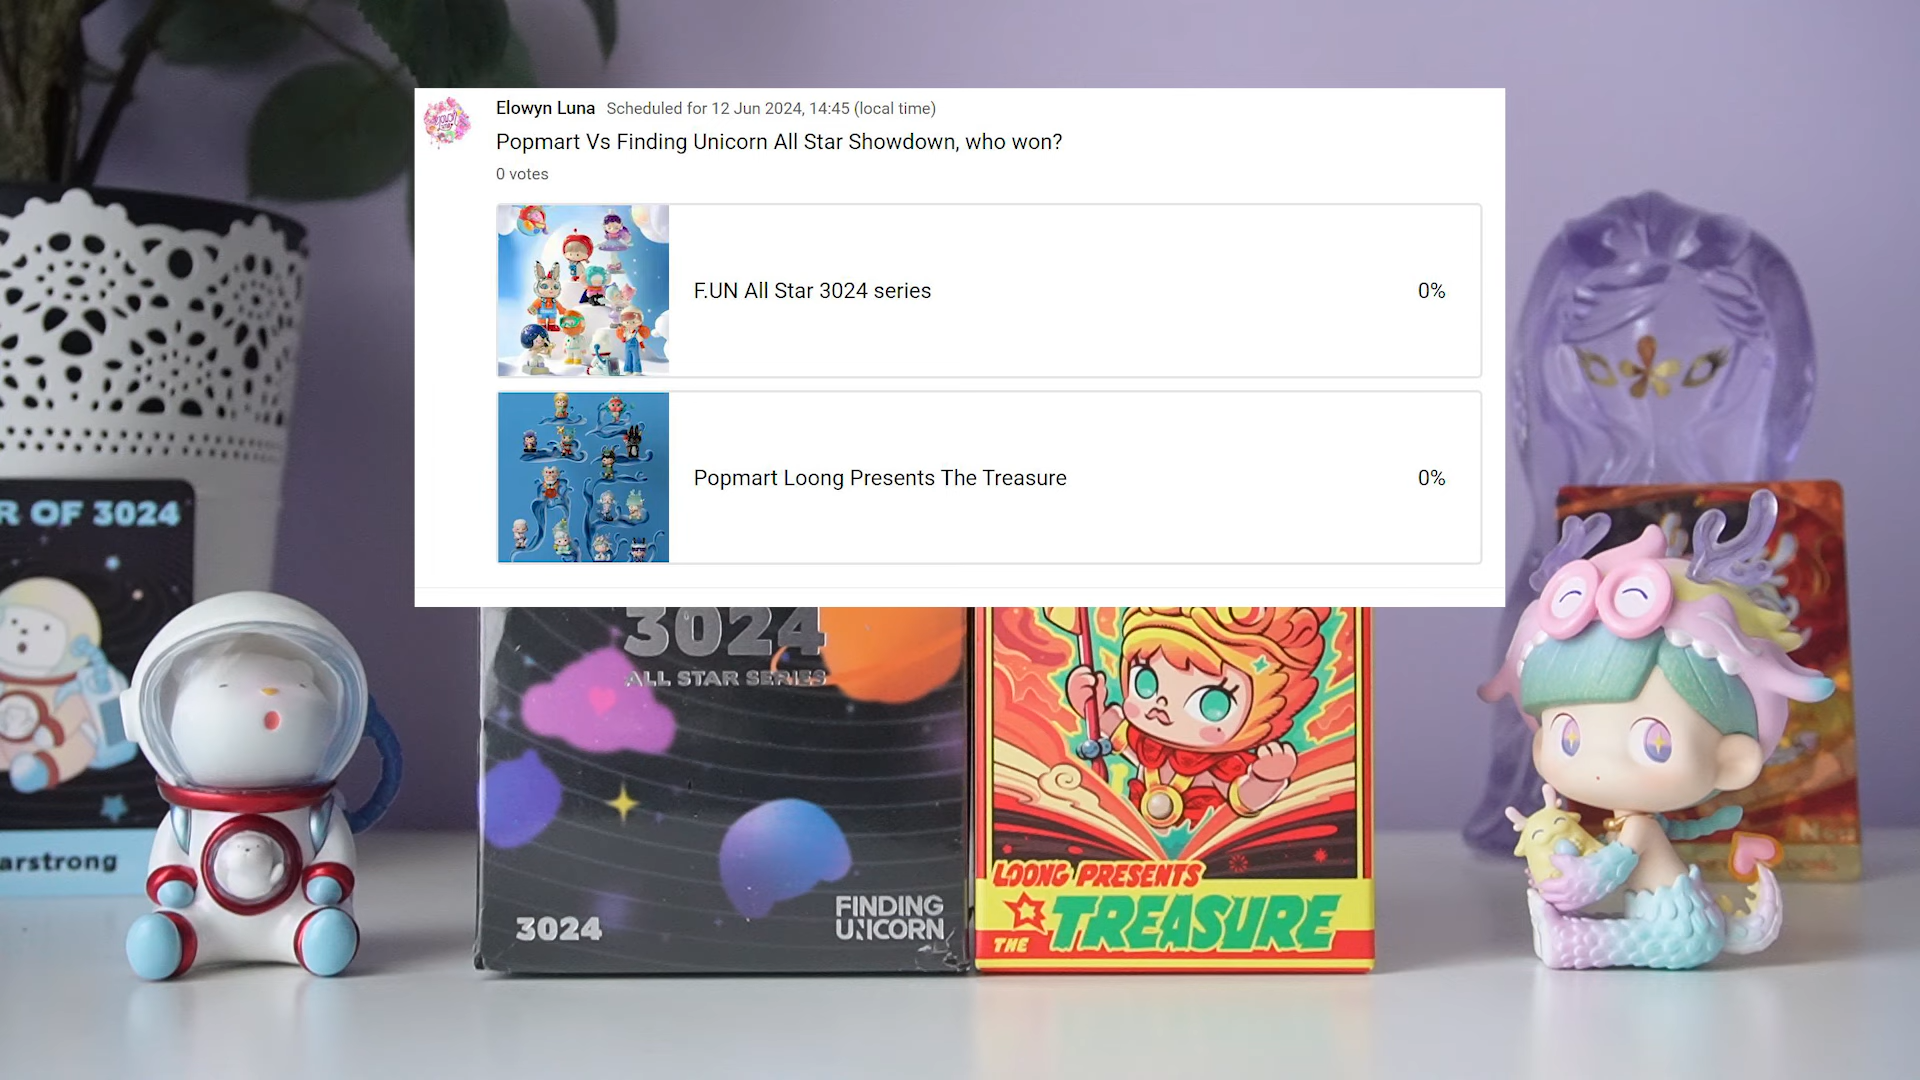 Elowyn Luna Scheduled for 12 Jun 2024, 14:45 (local time)
Popmart Vs Finding Unicorn All Star Showdown, who won?
0 votes
F.UN All Star 3024 series 0%
Popmart Loong Presents The Treasure 0%
R OF 3024
arstrong
3024
ALL STAR SERIES
3024
FINDING
UNICORN
LOONG PRESENTS
THE TREASURE